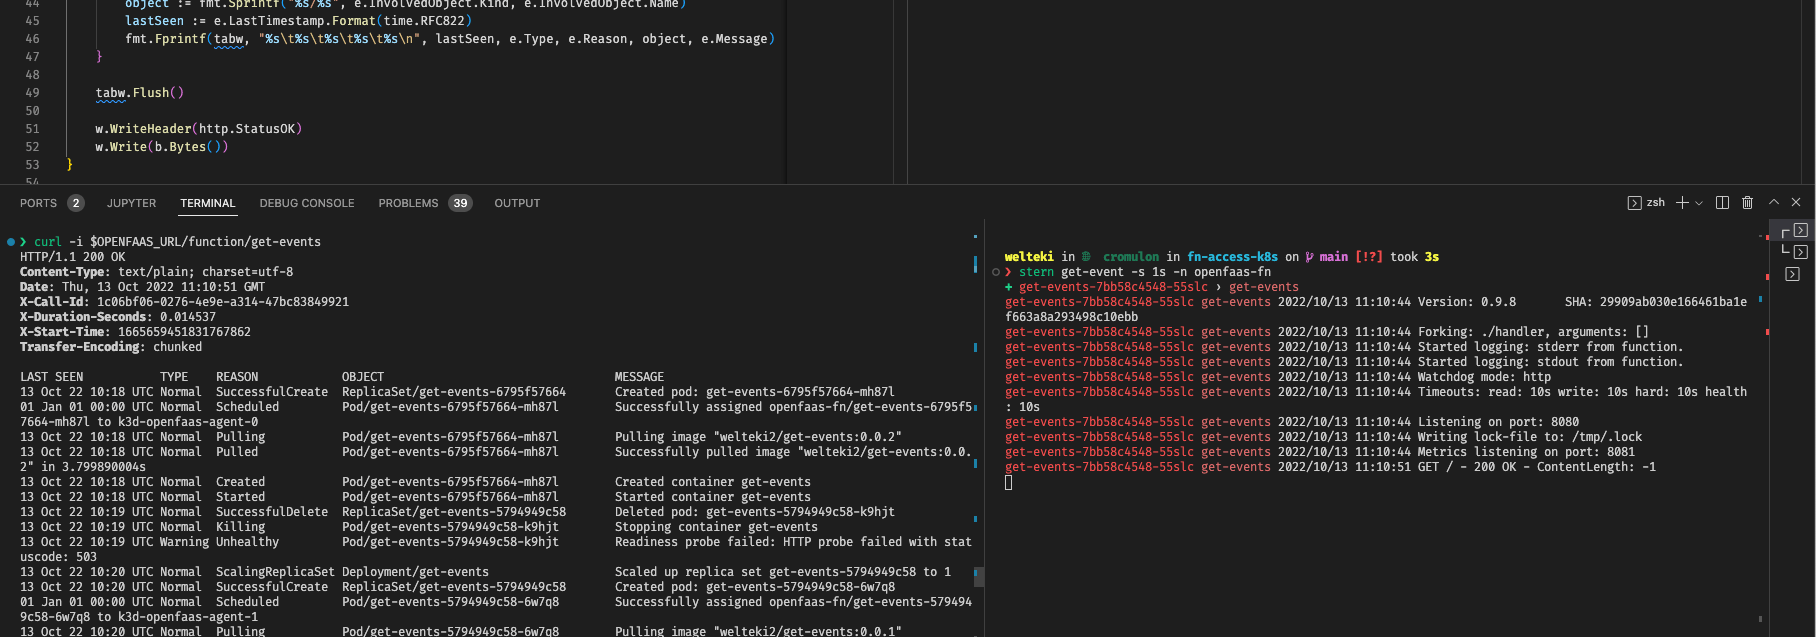 44 object := fmt.Sprintf("%s/%s", e.InvolvedObject.Kind, e.InvolvedObject.Name)
45 lastSeen := e.LastTimestamp.Format(time.RFC822)
46 fmt.Fprintf(tabw, "%s\t%s\t%s\t%s\t%s\n", lastSeen, e.Type, e.Reason, object, e.Message)
47 }
48
49 tabw.Flush()
50
51 w.WriteHeader(http.StatusOK)
52 w.Write(b.Bytes())
53 }
54
PORTS 2 JUPYTER TERMINAL DEBUG CONSOLE PROBLEMS 39 OUTPUT zsh
❯ curl -i $OPENFAAS_URL/function/get-events
HTTP/1.1 200 OK
Content-Type: text/plain; charset=utf-8
Date: Thu, 13 Oct 2022 11:10:51 GMT
X-Call-Id: 1c06bf06-0276-4e9e-a314-47bc83849921
X-Duration-Seconds: 0.014537
X-Start-Time: 1665659451831767862
Transfer-Encoding: chunked
LAST SEEN TYPE REASON OBJECT MESSAGE
13 Oct 22 10:18 UTC Normal SuccessfulCreate ReplicaSet/get-events-6795f57664 Created pod: get-events-6795f57664-mh87l
01 Jan 01 00:00 UTC Normal Scheduled Pod/get-events-6795f57664-mh87l Successfully assigned openfaas-fn/get-events-6795f5
7664-mh87l to k3d-openfaas-agent-0
13 Oct 22 10:18 UTC Normal Pulling Pod/get-events-6795f57664-mh87l Pulling image "welteki2/get-events:0.0.2"
13 Oct 22 10:18 UTC Normal Pulled Pod/get-events-6795f57664-mh87l Successfully pulled image "welteki2/get-events:0.0.
2" in 3.799890004s
13 Oct 22 10:18 UTC Normal Created Pod/get-events-6795f57664-mh87l Created container get-events
13 Oct 22 10:18 UTC Normal Started Pod/get-events-6795f57664-mh87l Started container get-events
13 Oct 22 10:19 UTC Normal SuccessfulDelete ReplicaSet/get-events-5794949c58 Deleted pod: get-events-5794949c58-k9hjt
13 Oct 22 10:19 UTC Normal Killing Pod/get-events-5794949c58-k9hjt Stopping container get-events
13 Oct 22 10:19 UTC Warning Unhealthy Pod/get-events-5794949c58-k9hjt Readiness probe failed: HTTP probe failed with stat
uscode: 503
13 Oct 22 10:20 UTC Normal ScalingReplicaSet Deployment/get-events Scaled up replica set get-events-5794949c58 to 1
13 Oct 22 10:20 UTC Normal SuccessfulCreate ReplicaSet/get-events-5794949c58 Created pod: get-events-5794949c58-6w7q8
01 Jan 01 00:00 UTC Normal Scheduled Pod/get-events-5794949c58-6w7q8 Successfully assigned openfaas-fn/get-events-579494
9c58-6w7q8 to k3d-openfaas-agent-1
13 Oct 22 10:20 UTC Normal Pulling Pod/get-events-5794949c58-6w7q8 Pulling image "welteki2/get-events:0.0.1"
welteki in cromulon in fn-access-k8s on main [!?] took 3s
❯ stern get-event -s 1s -n openfaas-fn
+ get-events-7bb58c4548-55slc › get-events
get-events-7bb58c4548-55slc get-events 2022/10/13 11:10:44 Version: 0.9.8 SHA: 29909ab030e166461ba1e
f663a8a293498c10ebb
get-events-7bb58c4548-55slc get-events 2022/10/13 11:10:44 Forking: ./handler, arguments: []
get-events-7bb58c4548-55slc get-events 2022/10/13 11:10:44 Started logging: stderr from function.
get-events-7bb58c4548-55slc get-events 2022/10/13 11:10:44 Started logging: stdout from function.
get-events-7bb58c4548-55slc get-events 2022/10/13 11:10:44 Watchdog mode: http
get-events-7bb58c4548-55slc get-events 2022/10/13 11:10:44 Timeouts: read: 10s write: 10s hard: 10s health
: 10s
get-events-7bb58c4548-55slc get-events 2022/10/13 11:10:44 Listening on port: 8080
get-events-7bb58c4548-55slc get-events 2022/10/13 11:10:44 Writing lock-file to: /tmp/.lock
get-events-7bb58c4548-55slc get-events 2022/10/13 11:10:44 Metrics listening on port: 8081
get-events-7bb58c4548-55slc get-events 2022/10/13 11:10:51 GET / - 200 OK - ContentLength: -1